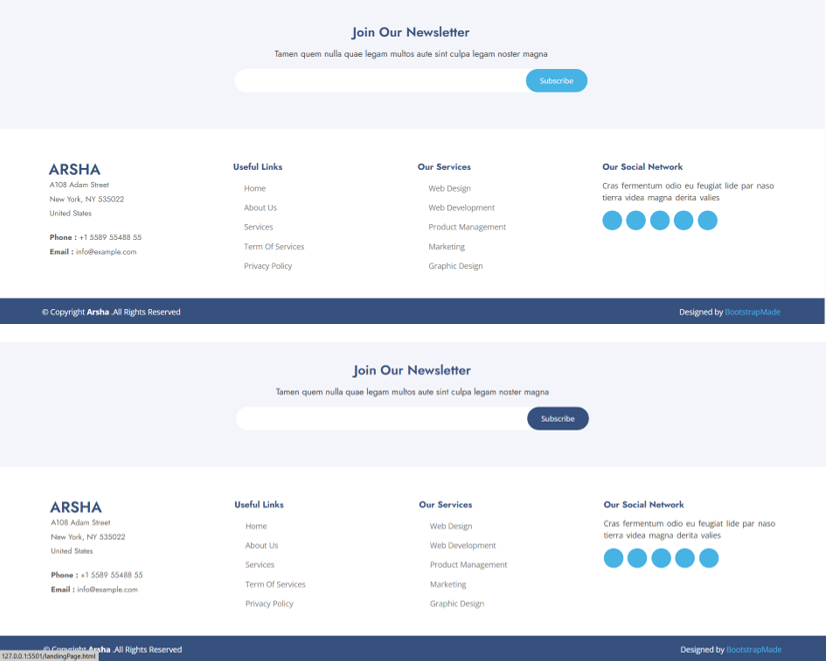 Join Our Newsletter
Tamen quem nulla quae legam multos aute sint culpa legam noster magna
Subscribe
ARSHA
A108 Adam Street
New York, NY 535022
United States
Phone : +1 5589 55488 55
Email : info@example.com
Useful Links
Home
About Us
Services
Term Of Services
Privacy Policy
Our Services
Web Design
Web Development
Product Management
Marketing
Graphic Design
Our Social Network
Cras fermentum odio eu feugiat lide par naso
tierra videa magna derita valies
© Copyright Arsha .All Rights Reserved
Designed by BootstrapMade
Join Our Newsletter
Tamen quem nulla quae legam multos aute sint culpa legam noster magna
Subscribe
ARSHA
A108 Adam Street
New York, NY 535022
United States
Phone : +1 5589 55488 55
Email : info@example.com
Useful Links
Home
About Us
Services
Term Of Services
Privacy Policy
Our Services
Web Design
Web Development
Product Management
Marketing
Graphic Design
Our Social Network
Cras fermentum odio eu feugiat lide par naso
tierra videa magna derita valies
© Copyright Arsha .All Rights Reserved
Designed by BootstrapMade
127.0.0.1:5501/landingPage.html